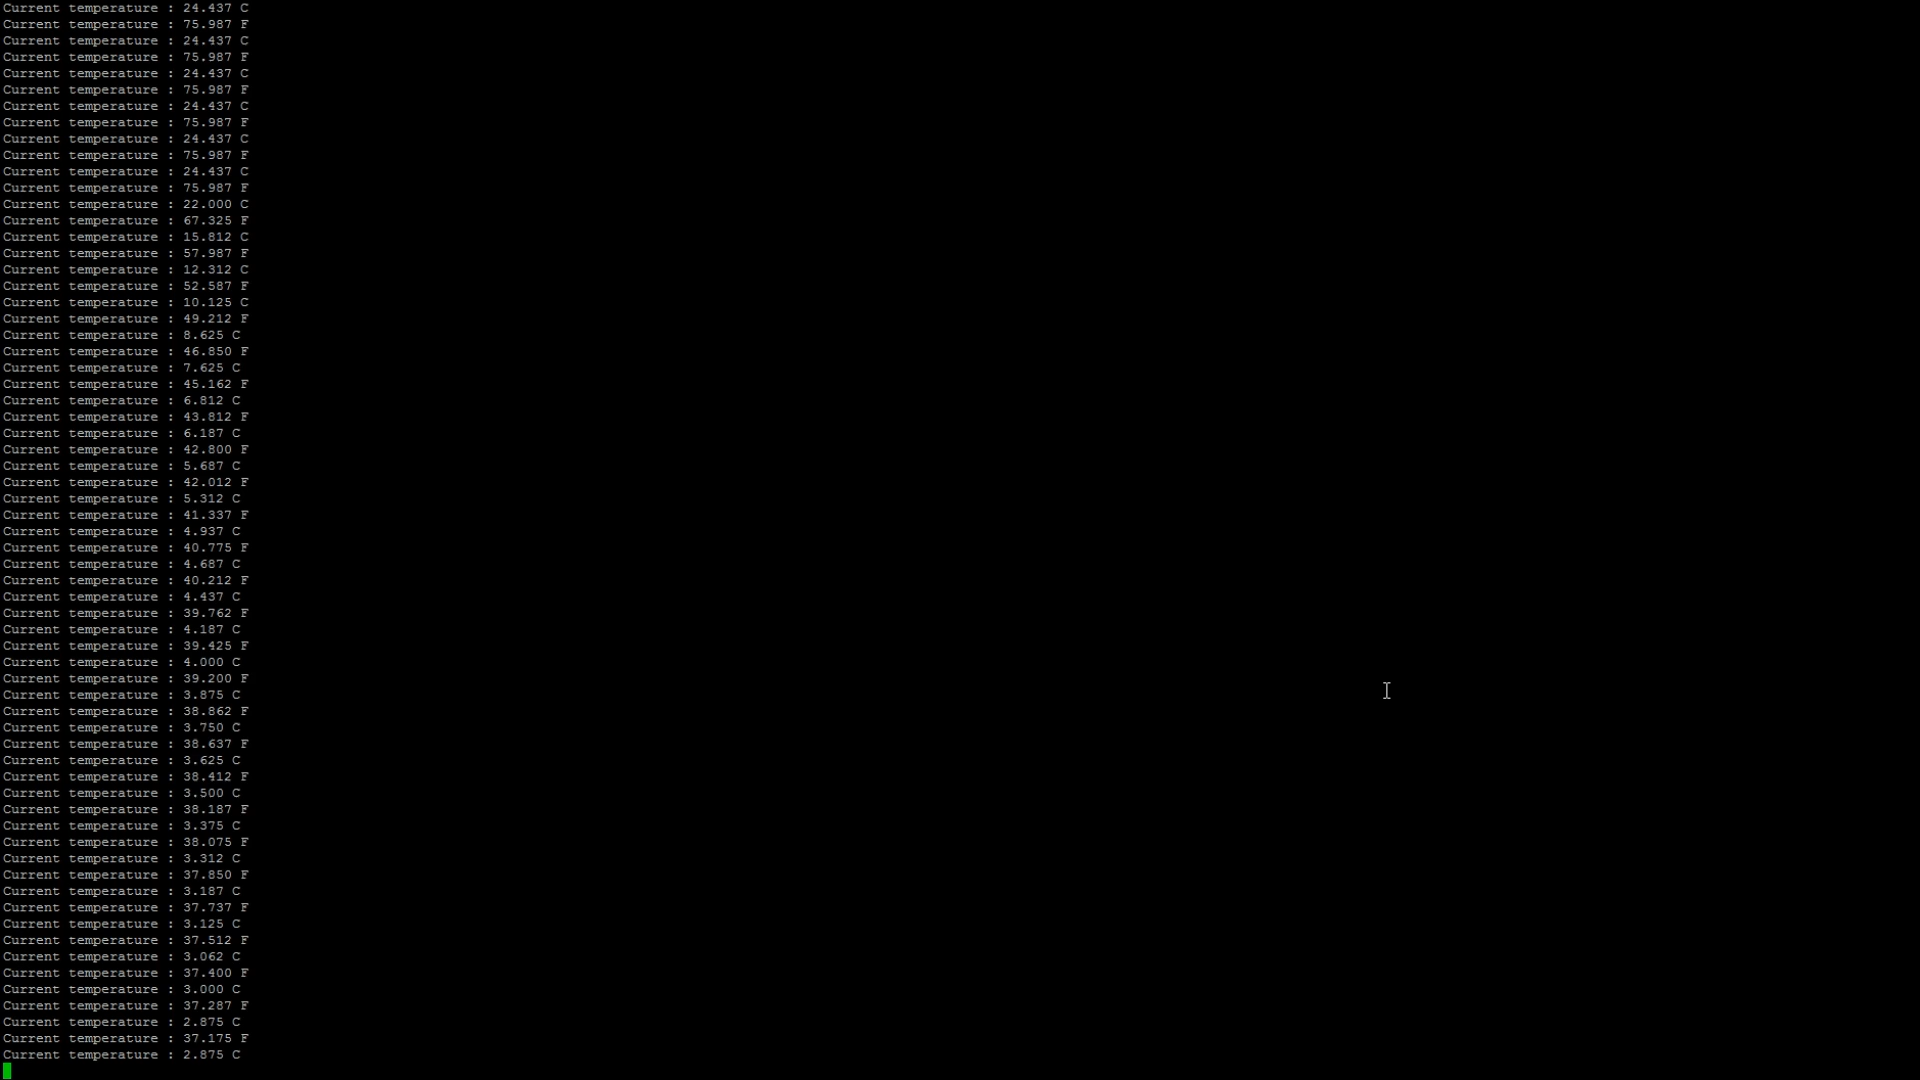 Current temperature : 24.437 C
Current temperature : 75.987 F
Current temperature : 24.437 C
Current temperature : 75.987 F
Current temperature : 24.437 C
Current temperature : 75.987 F
Current temperature : 24.437 C
Current temperature : 75.987 F
Current temperature : 24.437 C
Current temperature : 75.987 F
Current temperature : 24.437 C
Current temperature : 75.987 F
Current temperature : 22.000 C
Current temperature : 67.325 F
Current temperature : 15.812 C
Current temperature : 57.987 F
Current temperature : 12.312 C
Current temperature : 52.587 F
Current temperature : 10.125 C
Current temperature : 49.212 F
Current temperature : 8.625 C
Current temperature : 46.850 F
Current temperature : 7.625 C
Current temperature : 45.162 F
Current temperature : 6.812 C
Current temperature : 43.812 F
Current temperature : 6.187 C
Current temperature : 42.800 F
Current temperature : 5.687 C
Current temperature : 42.012 F
Current temperature : 5.312 C
Current temperature : 41.337 F
Current temperature : 4.937 C
Current temperature : 40.775 F
Current temperature : 4.687 C
Current temperature : 40.212 F
Current temperature : 4.437 C
Current temperature : 39.762 F
Current temperature : 4.187 C
Current temperature : 39.425 F
Current temperature : 4.000 C
Current temperature : 39.200 F
Current temperature : 3.875 C
Current temperature : 38.862 F
Current temperature : 3.750 C
Current temperature : 38.637 F
Current temperature : 3.625 C
Current temperature : 38.412 F
Current temperature : 3.500 C
Current temperature : 38.187 F
Current temperature : 3.375 C
Current temperature : 38.075 F
Current temperature : 3.312 C
Current temperature : 37.850 F
Current temperature : 3.187 C
Current temperature : 37.737 F
Current temperature : 3.125 C
Current temperature : 37.512 F
Current temperature : 3.062 C
Current temperature : 37.400 F
Current temperature : 3.000 C
Current temperature : 37.287 F
Current temperature : 2.875 C
Current temperature : 37.175 F
Current temperature : 2.875 C